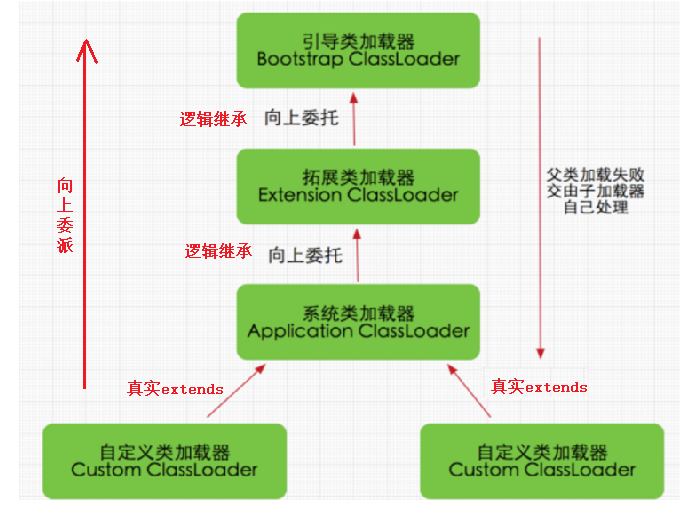 引导类加载器
Bootstrap ClassLoader
逻辑继承
向上委托
拓展类加载器
Extension ClassLoader
逻辑继承
向上委托
系统类加载器
Application ClassLoader
向
上
委
派
父类加载失败
交由子加载器
自己处理
真实extends
真实extends
自定义类加载器
Custom ClassLoader
自定义类加载器
Custom ClassLoader